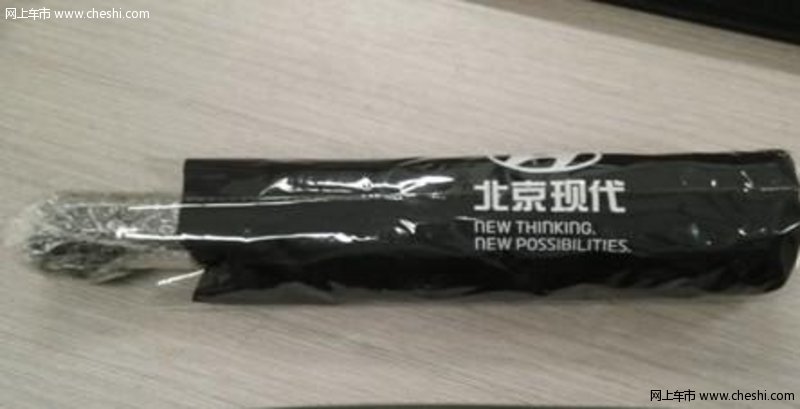 网上车市 www.cheshi.com
北京现代
NEW THINKING.
NEW POSSIBILITIES.
网上车市 www.cheshi.com